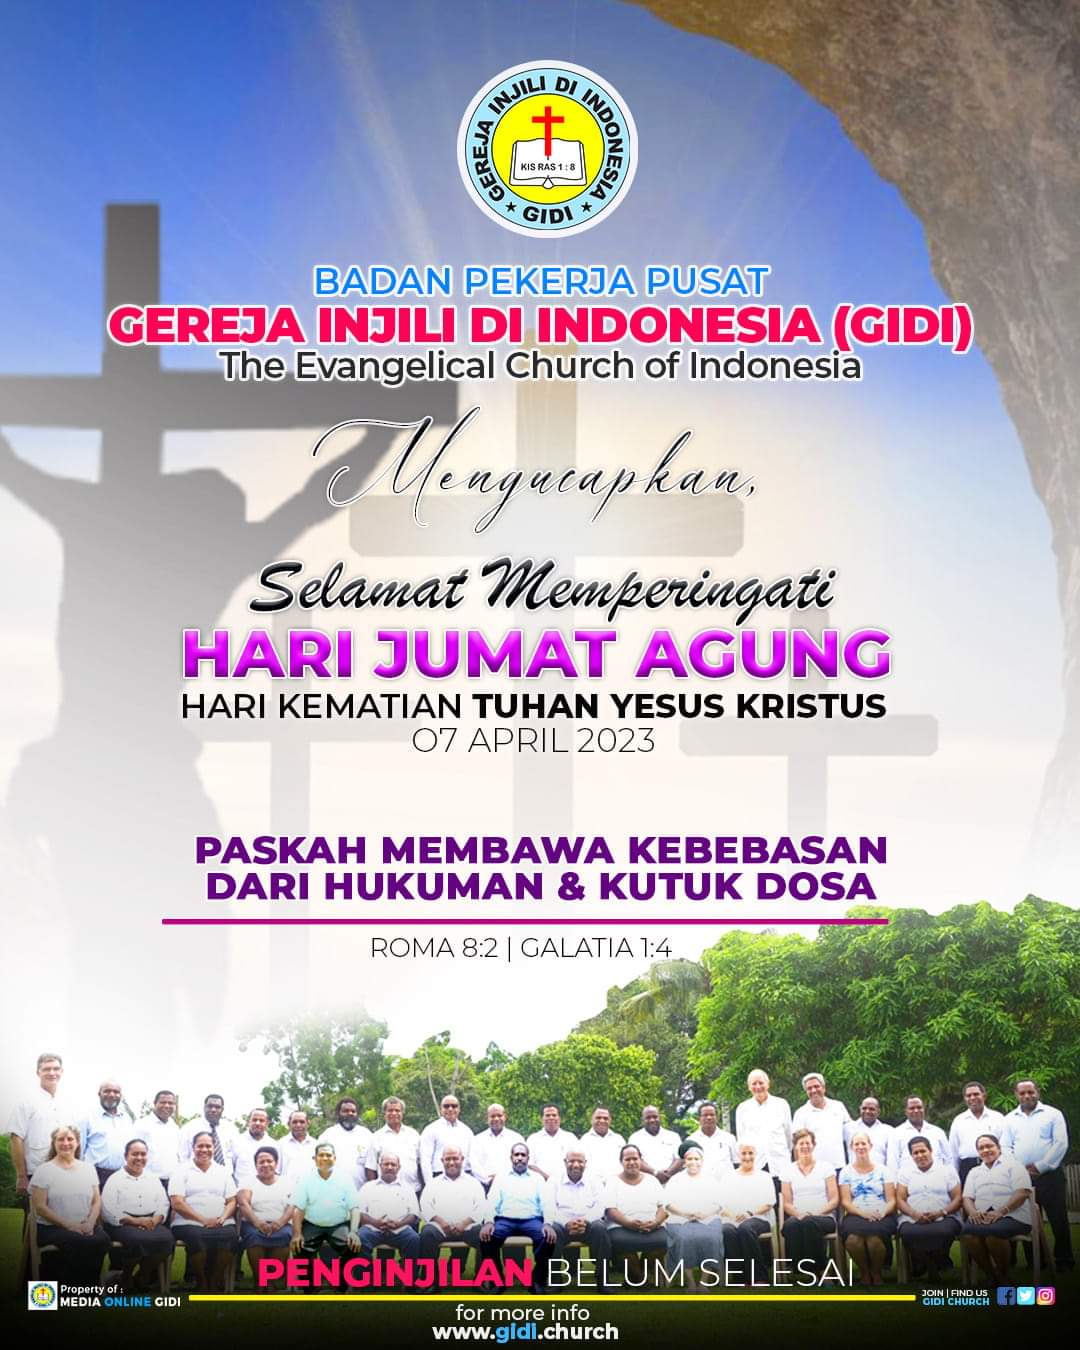 GEREJA INJILI DI INDONESIA
KIS RAS 1 : 8
★ GIDI ★
BADAN PEKERJA PUSAT
GEREJA INJILI DI INDONESIA (GIDI)
The Evangelical Church of Indonesia
Mengucapkan,
Selamat Memperingati
HARI JUMAT AGUNG
HARI KEMATIAN TUHAN YESUS KRISTUS
07 APRIL 2023
PASKAH MEMBAWA KEBEBASAN
DARI HUKUMAN & KUTUK DOSA
ROMA 8:2 | GALATIA 1:4
PENGINJILAN BELUM SELESAI
Property of :
MEDIA ONLINE GIDI
JOIN | FIND US
GIDI CHURCH
for more info
www.gidi.church